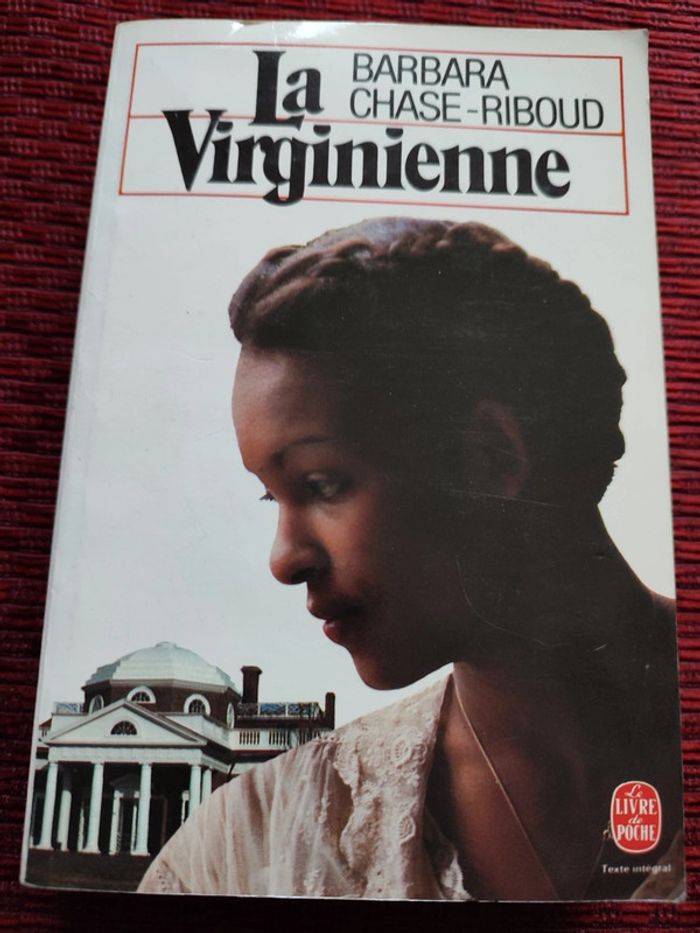 La
Virginienne
BARBARA
CHASE-RIBOUD
Le
LIVRE
de
POCHE
Texte intégral